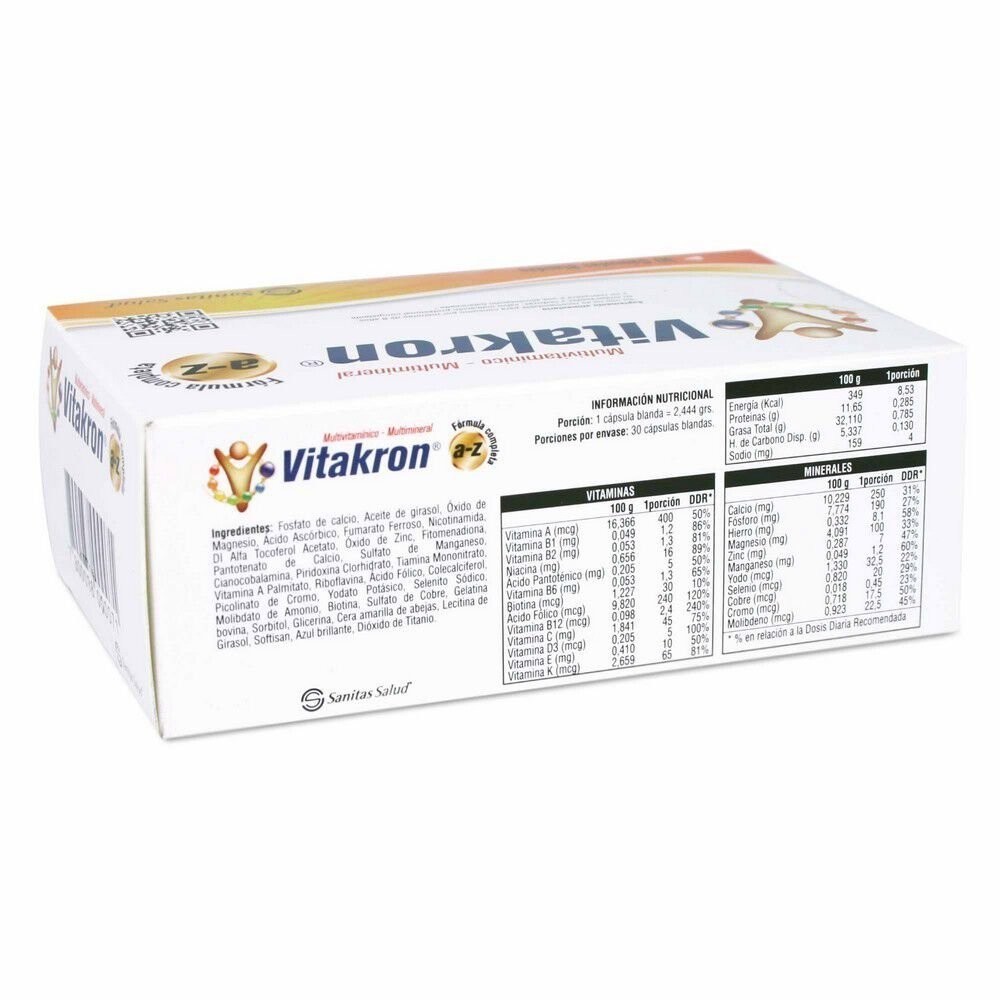 Sanitas Salud®
Vitakron®
Multivitamínico - Multimineral
Fórmula completa
a-z
Vitakron
Multivitamínico - Multimineral
Vitakron®
Fórmula completa
a-z
Ingredientes: Fosfato de calcio, Aceite de girasol, Óxido de
Magnesio, Ácido Ascórbico, Fumarato Ferroso, Nicotinamida,
Dl Alfa Tocoferol Acetato, Óxido de Zinc, Fitomenadiona,
Pantotenato de Calcio, Sulfato de Manganeso,
Cianocobalamina, Piridoxina Clorhidrato, Tiamina Mononitrato,
Vitamina A Palmitato, Riboflavina, Ácido Fólico, Colecalciferol,
Picolinato de Cromo, Yodato Potásico, Selenito Sódico,
Molibdato de Amonio, Biotina, Sulfato de Cobre, Gelatina
bovina, Sorbitol, Glicerina, Cera amarilla de abejas, Lecitina de
Girasol, Softisan, Azul brillante, Dióxido de Titanio.
Sanitas Salud®
INFORMACIÓN NUTRICIONAL
Porción: 1 cápsula blanda = 2,444 grs.
Porciones por envase: 30 cápsulas blandas.
100 g 1porción
Energía (Kcal) 349 8,53
Proteínas (g) 11,65 0,285
Grasa Total (g) 32,110 0,785
H. de Carbono Disp. (g) 5,337 0,130
Sodio (mg) 159 4
VITAMINAS
100 g 1porción DDR*
Vitamina A (mcg) 16,366 400 50%
Vitamina B1 (mg) 0,049 1,2 86%
Vitamina B2 (mg) 0,053 1,3 81%
Niacina (mg) 0,656 16 89%
Ácido Pantoténico (mg) 0,205 5 50%
Vitamina B6 (mg) 0,053 1,3 65%
Biotina (mcg) 1,227 30 10%
Ácido Fólico (mcg) 9,820 240 120%
Vitamina B12 (mcg) 0,098 2,4 240%
Vitamina C (mg) 1,841 45 75%
Vitamina D3 (mcg) 0,205 5 100%
Vitamina E (mg) 0,410 10 50%
Vitamina K (mcg) 2,659 65 81%
MINERALES
100 g 1porción DDR*
Calcio (mg) 10,229 250 31%
Fósforo (mg) 7,774 190 27%
Hierro (mg) 0,332 8,1 58%
Magnesio (mg) 4,091 100 33%
Zinc (mg) 0,287 7 47%
Manganeso (mg) 0,049 1,2 60%
Yodo (mcg) 1,330 32,5 22%
Selenio (mcg) 0,820 20 29%
Cobre (mcg) 0,018 0,45 23%
Cromo (mcg) 0,718 17,5 50%
Molibdeno (mcg) 0,923 22,5 45%
* % en relación a la Dosis Diaria Recomendada